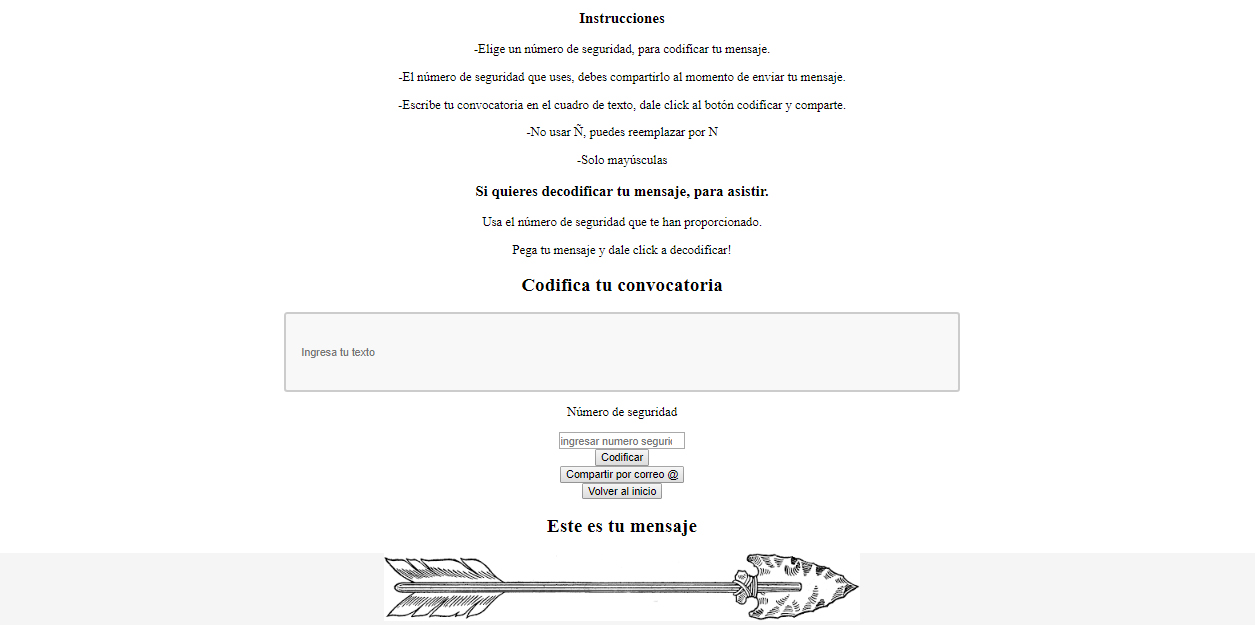 Instrucciones
-Elige un número de seguridad, para codificar tu mensaje.
-El número de seguridad que uses, debes compartirlo al momento de enviar tu mensaje.
-Escribe tu convocatoria en el cuadro de texto, dale click al botón codificar y comparte.
-No usar Ñ, puedes reemplazar por N
-Solo mayúsculas
Si quieres decodificar tu mensaje, para asistir.
Usa el número de seguridad que te han proporcionado.
Pega tu mensaje y dale click a decodificar!
Codifica tu convocatoria
Ingresa tu texto
Número de seguridad
ingresar numero seguri
Codificar
Compartir por correo @
Volver al inicio
Este es tu mensaje